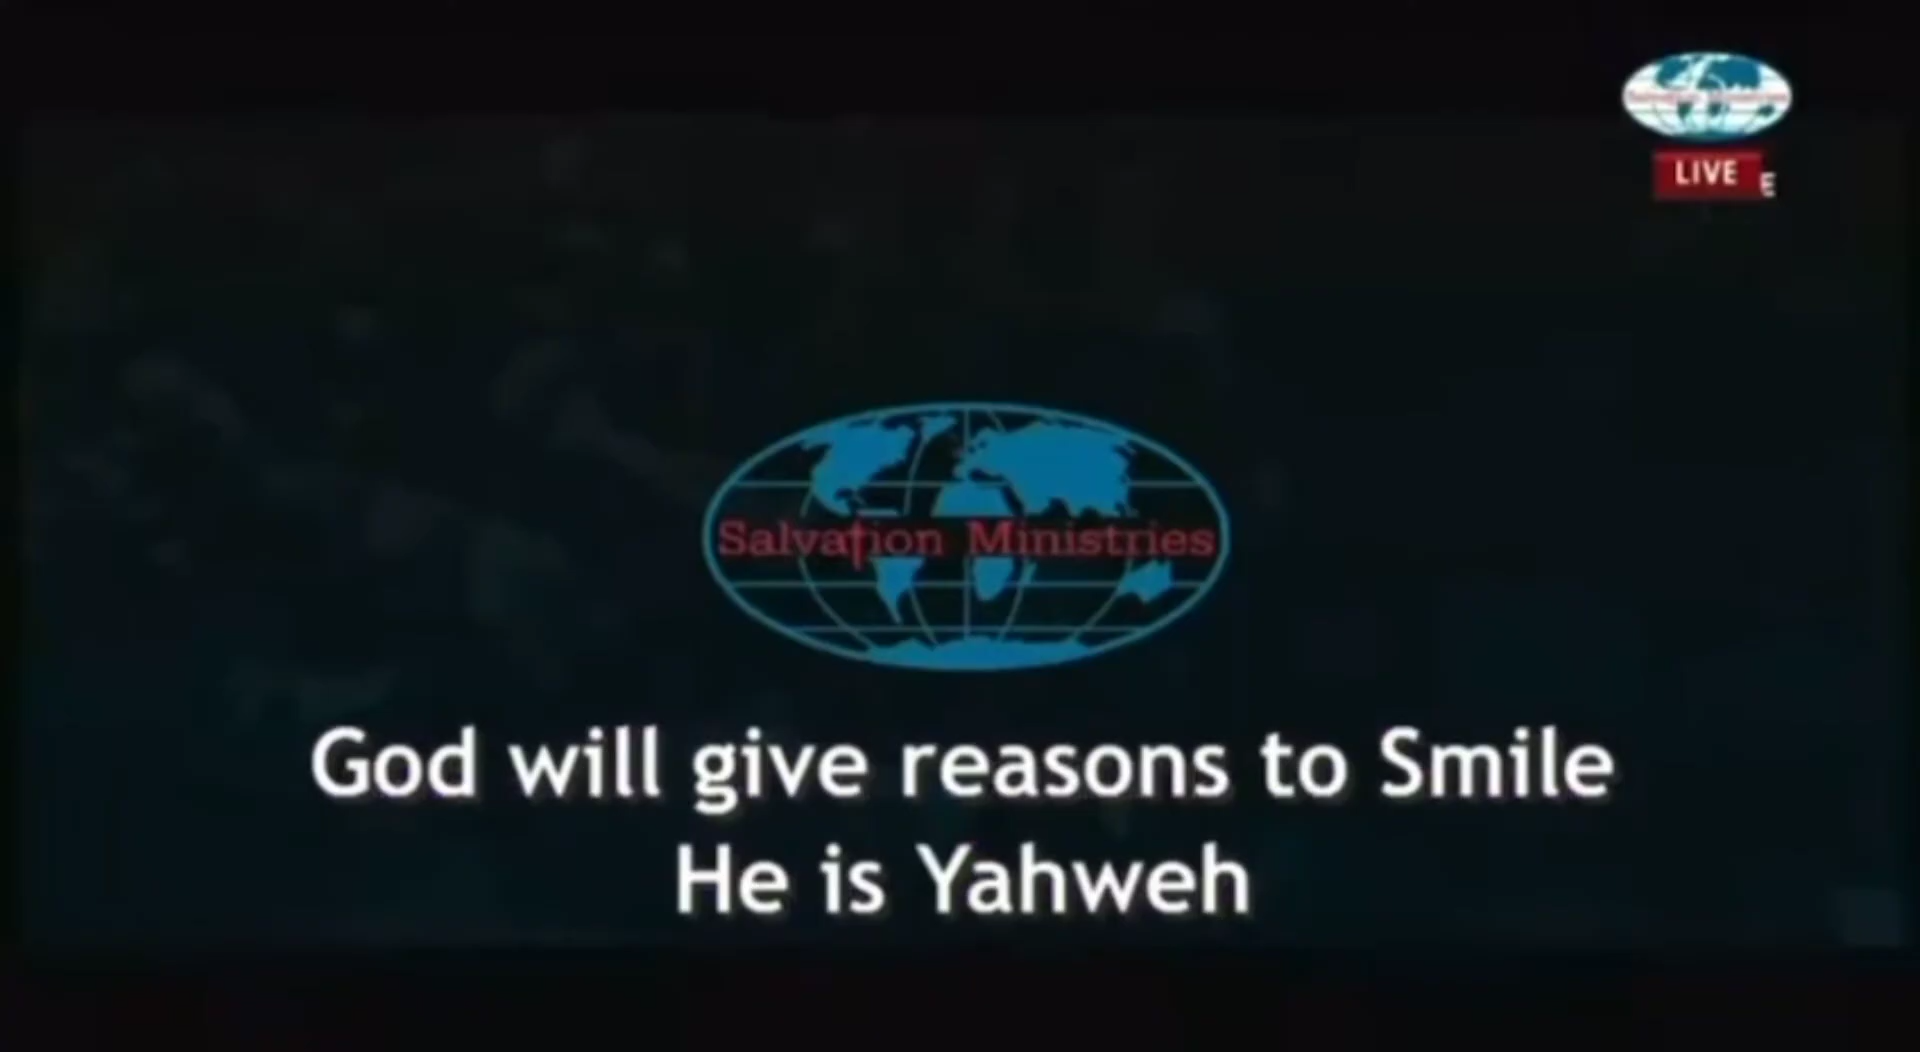 LIVE
E
Salvation Ministries
God will give reasons to Smile
He is Yahweh